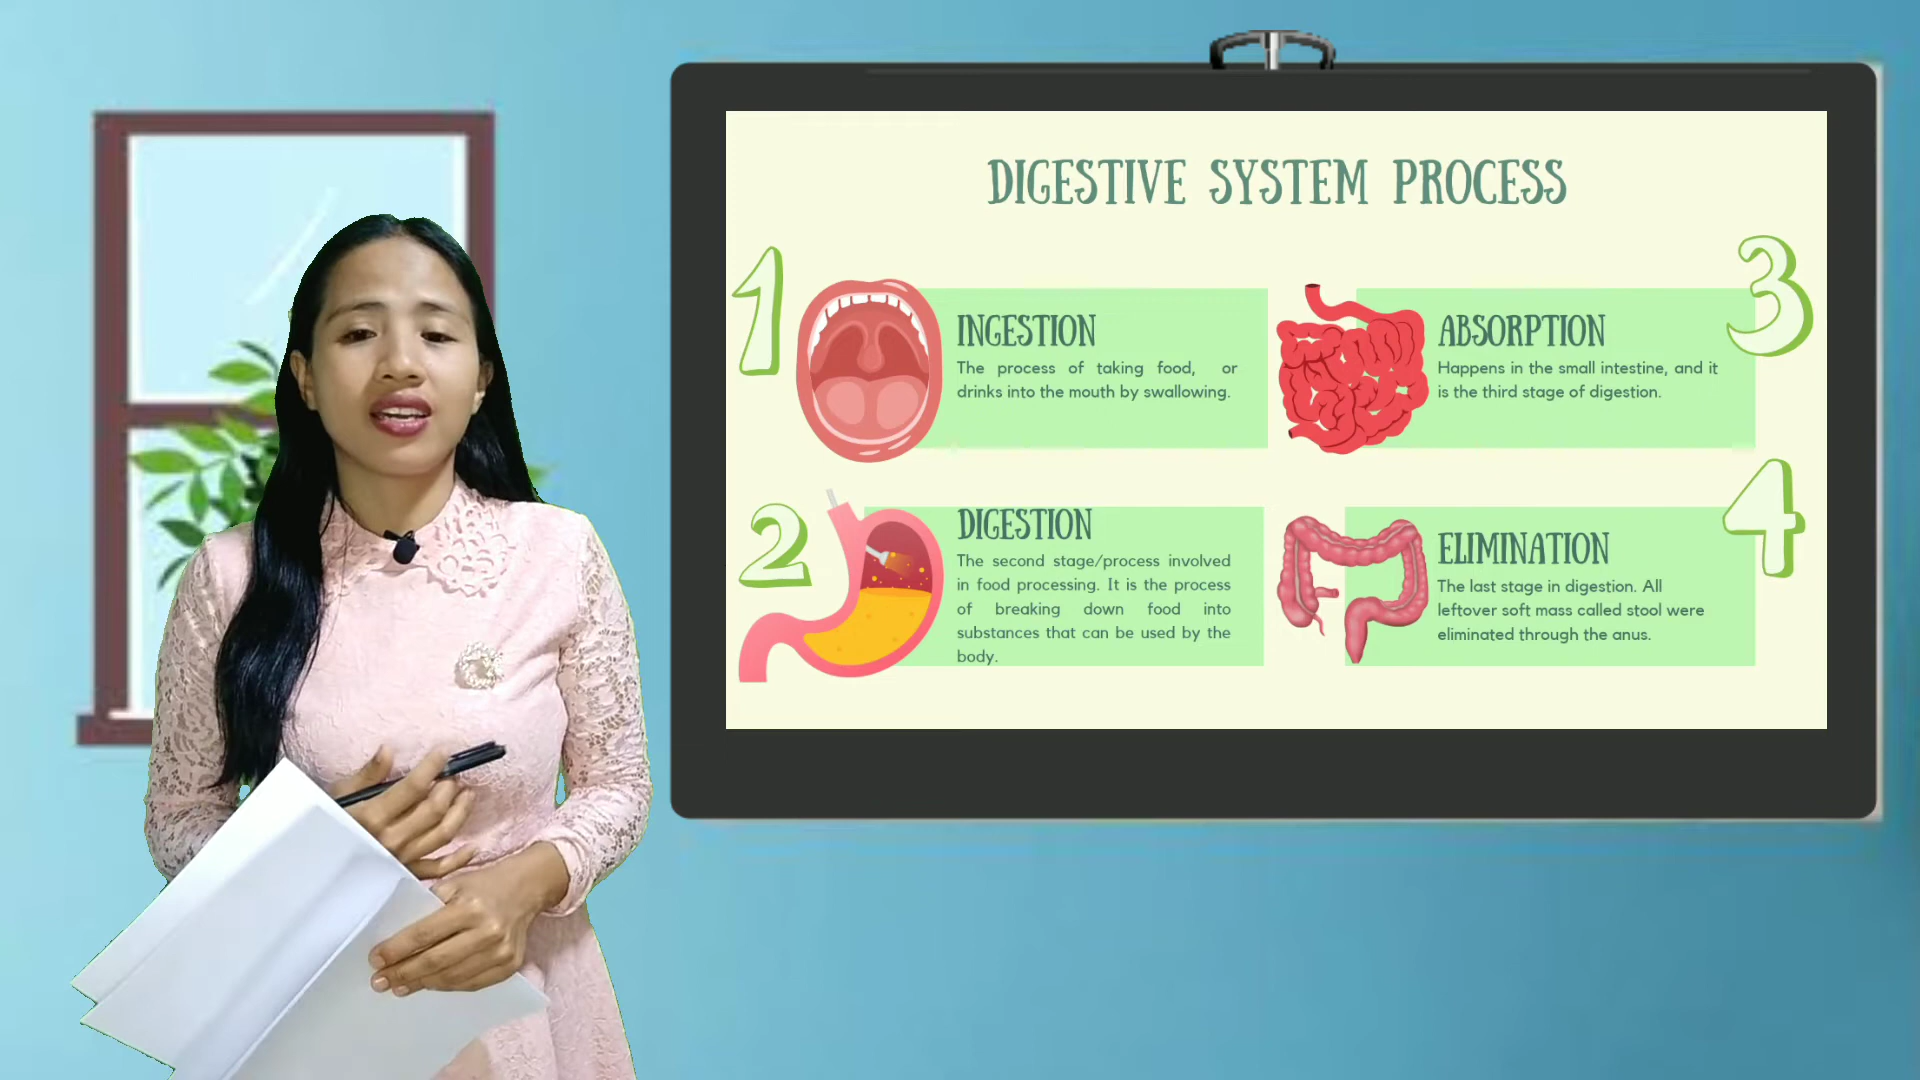 DIGESTIVE SYSTEM PROCESS
1
INGESTION
The process of taking food, or
drinks into the mouth by swallowing.
2
DIGESTION
The second stage/process involved
in food processing. It is the process
of breaking down food into
substances that can be used by the
body.
3
ABSORPTION
Happens in the small intestine, and it
is the third stage of digestion.
4
ELIMINATION
The last stage in digestion. All
leftover soft mass called stool were
eliminated through the anus.